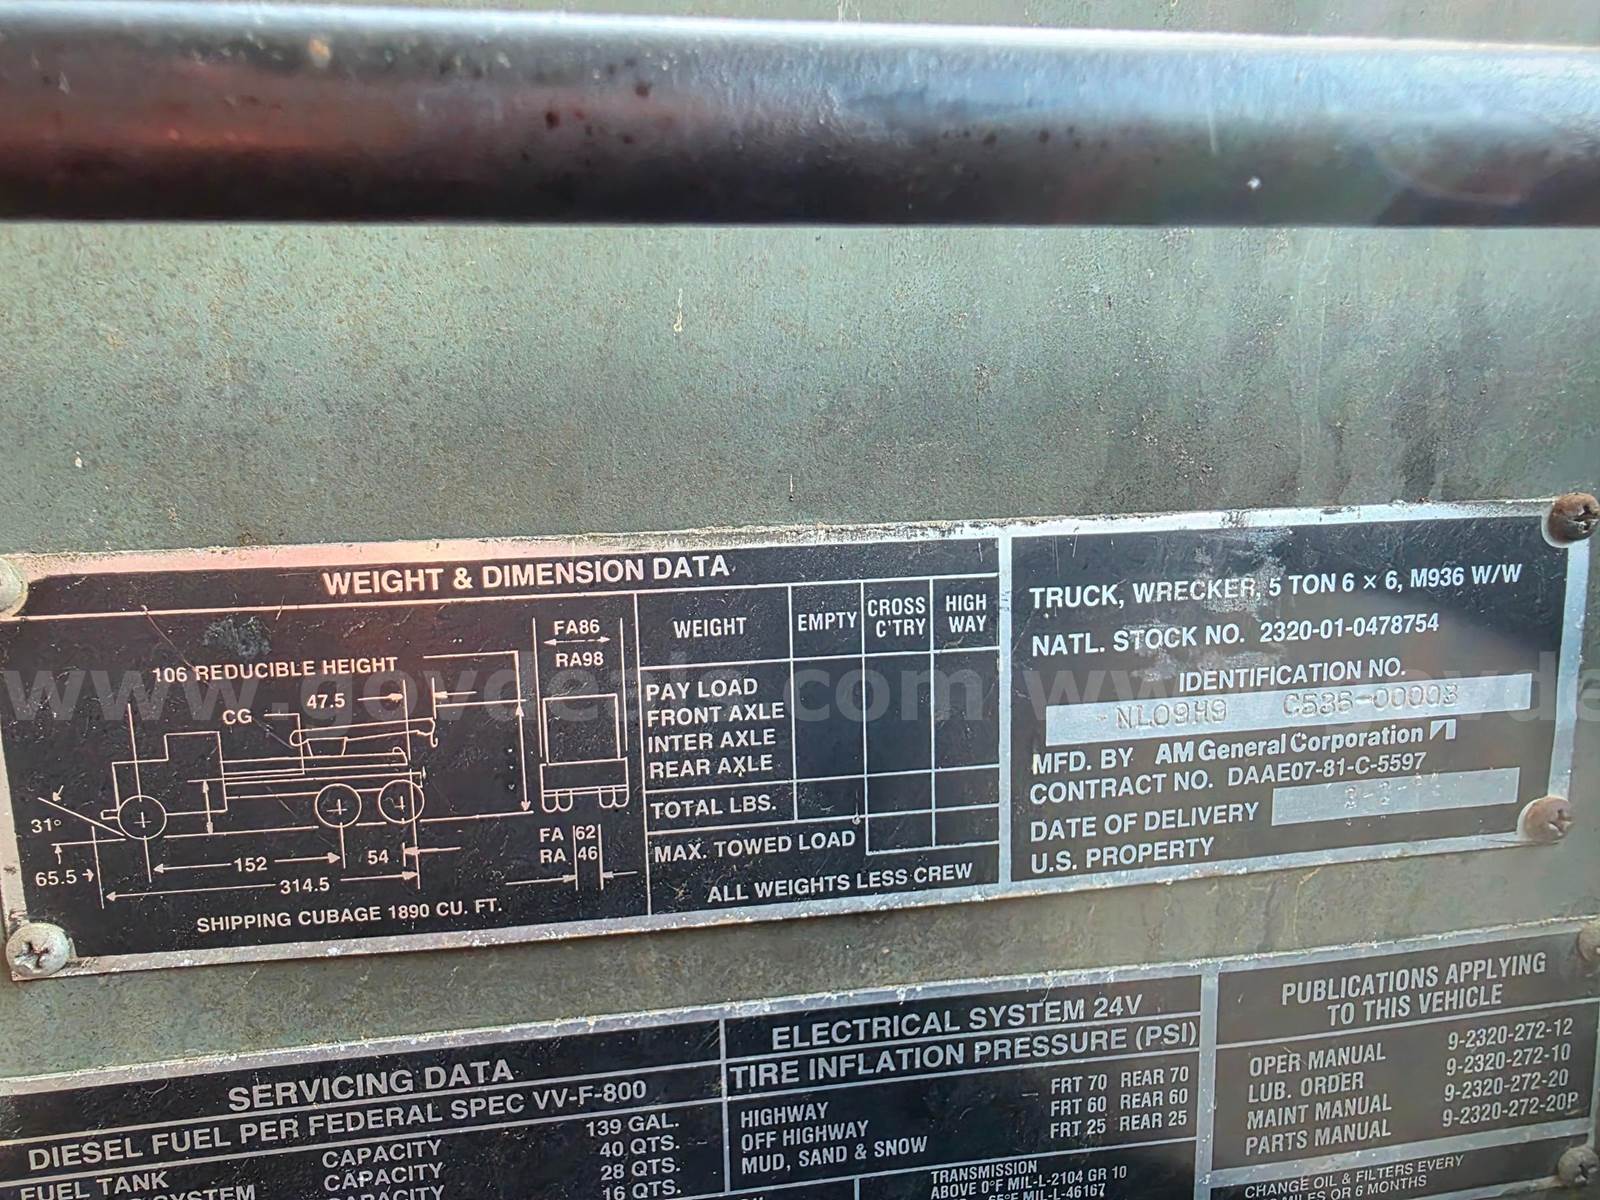 WEIGHT & DIMENSION DATA
106 REDUCIBLE HEIGHT
47.5
CG
31°
65.5
152
54
314.5
SHIPPING CUBAGE 1890 CU. FT.
FA86
RA98
FA 62
RA 46
WEIGHT EMPTY CROSS C'TRY HIGH WAY
PAY LOAD
FRONT AXLE
INTER AXLE
REAR AXLE
TOTAL LBS.
MAX. TOWED LOAD
ALL WEIGHTS LESS CREW
TRUCK, WRECKER, 5 TON 6 × 6, M936 W/W
NATL. STOCK NO. 2320-01-0478754
IDENTIFICATION NO.
NL09H9
MFD. BY AM General Corporation
CONTRACT NO. DAAE07-81-C-5597
DATE OF DELIVERY
U.S. PROPERTY
SERVICING DATA
DIESEL FUEL PER FEDERAL SPEC VV-F-800
FUEL TANK CAPACITY 139 GAL.
SYSTEM CAPACITY 40 QTS.
CAPACITY 28 QTS.
16 QTS.
ELECTRICAL SYSTEM 24V
TIRE INFLATION PRESSURE (PSI)
HIGHWAY FRT 70 REAR 70
OFF HIGHWAY FRT 60 REAR 60
MUD, SAND & SNOW FRT 25 REAR 25
TRANSMISSION
ABOVE 0°F MIL-L-2104 GR 10
MIL-L-46167
PUBLICATIONS APPLYING
TO THIS VEHICLE
OPER MANUAL 9-2320-272-12
LUB. ORDER 9-2320-272-10
MAINT MANUAL 9-2320-272-20
PARTS MANUAL 9-2320-272-20P
CHANGE OIL & FILTERS EVERY
MILES OR 6 MONTHS